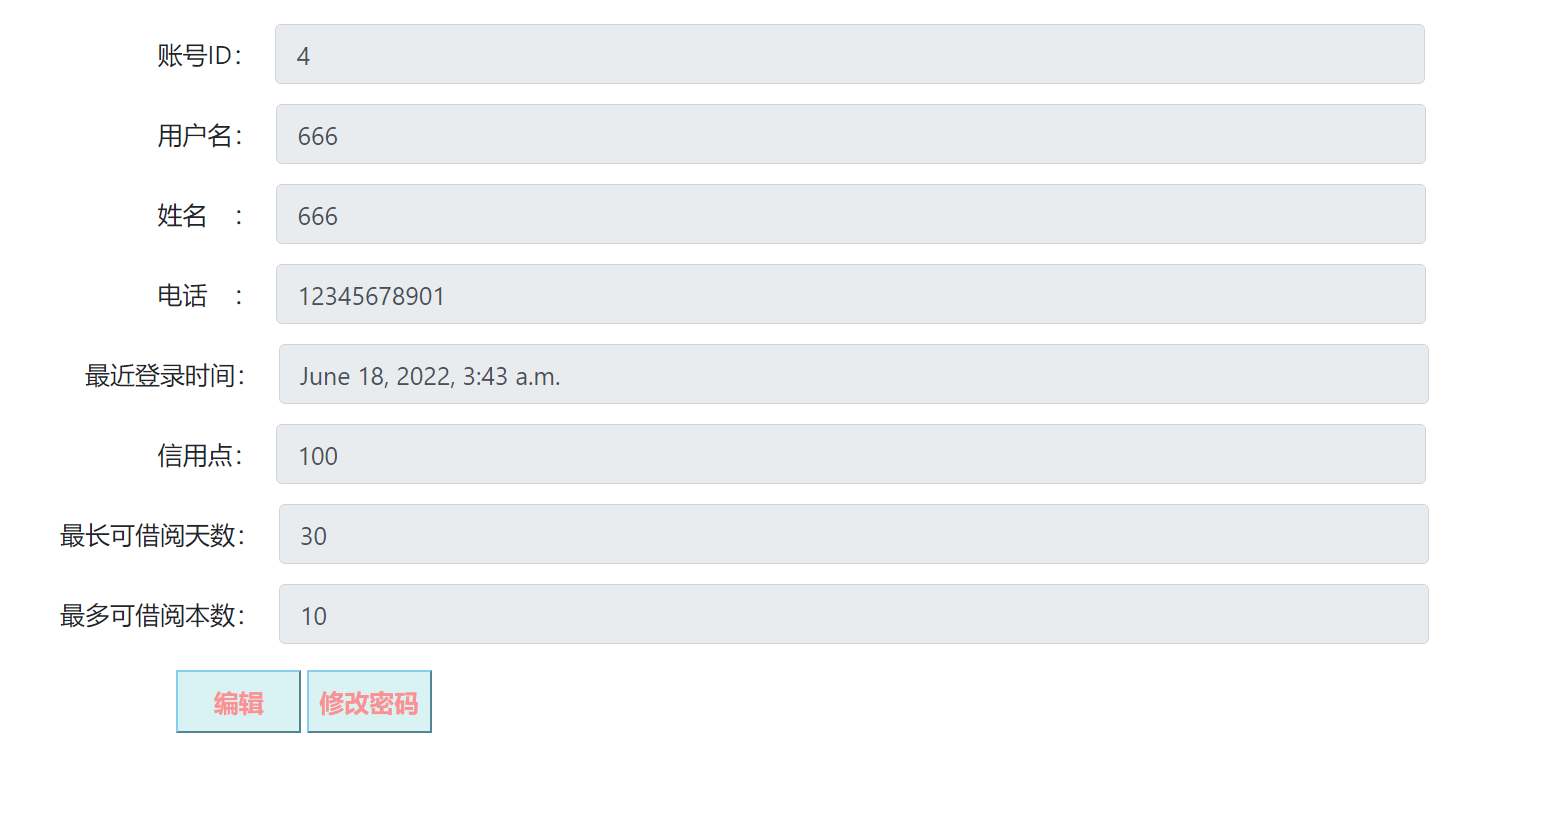 账号ID： 4
用户名： 666
姓名 ： 666
电话 ： 12345678901
最近登录时间： June 18, 2022, 3:43 a.m.
信用点： 100
最长可借阅天数： 30
最多可借阅本数： 10
编辑 修改密码